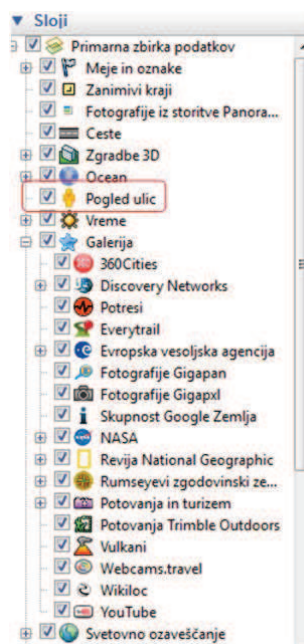 Sloji
Primarna zbirka podatkov
Meje in oznake
Zanimivi kraji
Fotografije iz storitve Panora...
Ceste
Zgradbe 3D
Ocean
Pogled ulic
Vreme
Galerija
360Cities
Discovery Networks
Potresi
Everytrail
Evropska vesoljska agencija
Fotografije Gigapan
Fotografije Gigapxl
Skupnost Google Zemlja
NASA
Revija National Geographic
Rumseyevi zgodovinski ze...
Potovanja in turizem
Potovanja Trimble Outdoors
Vulkani
Webcams.travel
Wikiloc
YouTube
Svetovno ozaveščanje